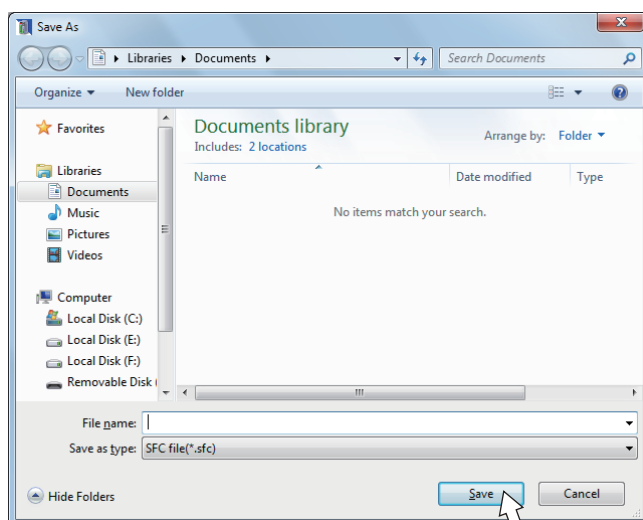 Save As
Libraries Documents
Search Documents
Organize New folder
Favorites
Libraries
Documents
Music
Pictures
Videos
Computer
Local Disk (C:)
Local Disk (E:)
Local Disk (F:)
Removable Disk
Documents library
Includes: 2 locations
Arrange by: Folder
Name Date modified Type
No items match your search.
File name:
Save as type: SFC file(*.sfc)
Hide Folders
Save Cancel